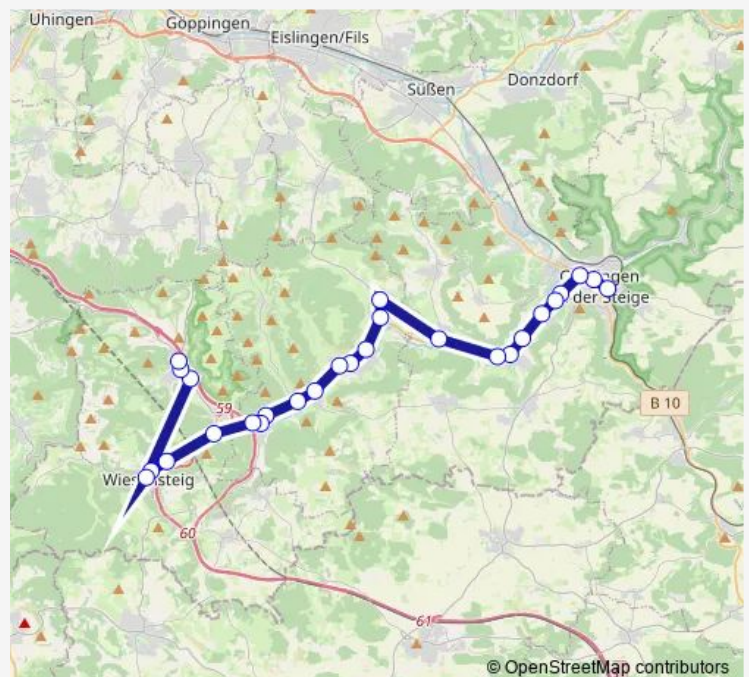 Uhingen
Göppingen
Eislingen/Fils
Süßen
Donzdorf
der Steige
59
B 10
60
61
© OpenStreetMap contributors